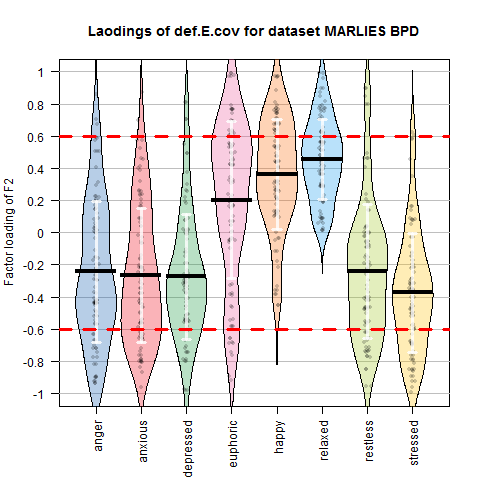 Laodings of def.E.cov for dataset MARLIES BPD
Factor loading of F2
1
0.8
0.6
0.4
0.2
0
-0.2
-0.4
-0.6
-0.8
-1
anger
anxious
depressed
euphoric
happy
relaxed
restless
stressed